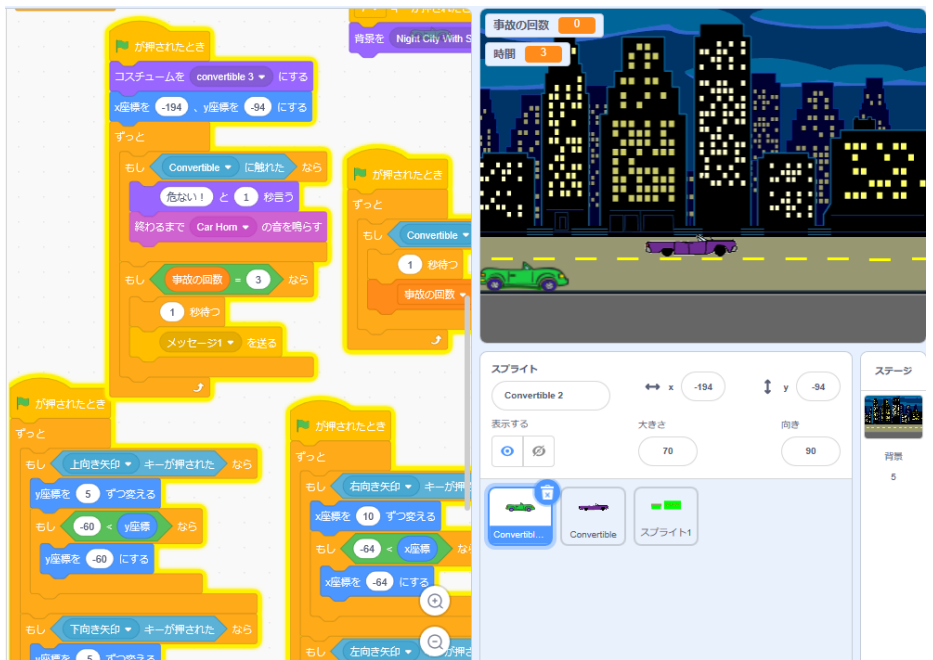 が押されたとき
コスチュームを convertible 3 にする
x座標を -194 、y座標を -94 にする
ずっと
もし Convertible に触れた なら
危ない! と 1 秒言う
終わるまで Car Horn の音を鳴らす
もし 事故の回数 = 3 なら
1 秒待つ
メッセージ1 を送る
背景を Night City With S
が押されたとき
ずっと
もし Convertible
1 秒待つ
事故の回数
が押されたとき
ずっと
もし 上向き矢印 キーが押された なら
y座標を 5 ずつ変える
もし -60 < y座標 なら
y座標を -60 にする
もし 下向き矢印 キーが押された なら
y座標を -5 ずつ変える
が押されたとき
ずっと
もし 右向き矢印 キーが押
x座標を 10 ずつ変える
もし -64 < x座標 なら
x座標を -64 にする
もし 左向き矢印 キーが押
事故の回数 0
時間 3
スプライト
Convertible 2
x -194
y -94
表示する
大きさ
70
向き
90
Convertibl...
Convertible
スプライト1
ステージ
背景
5